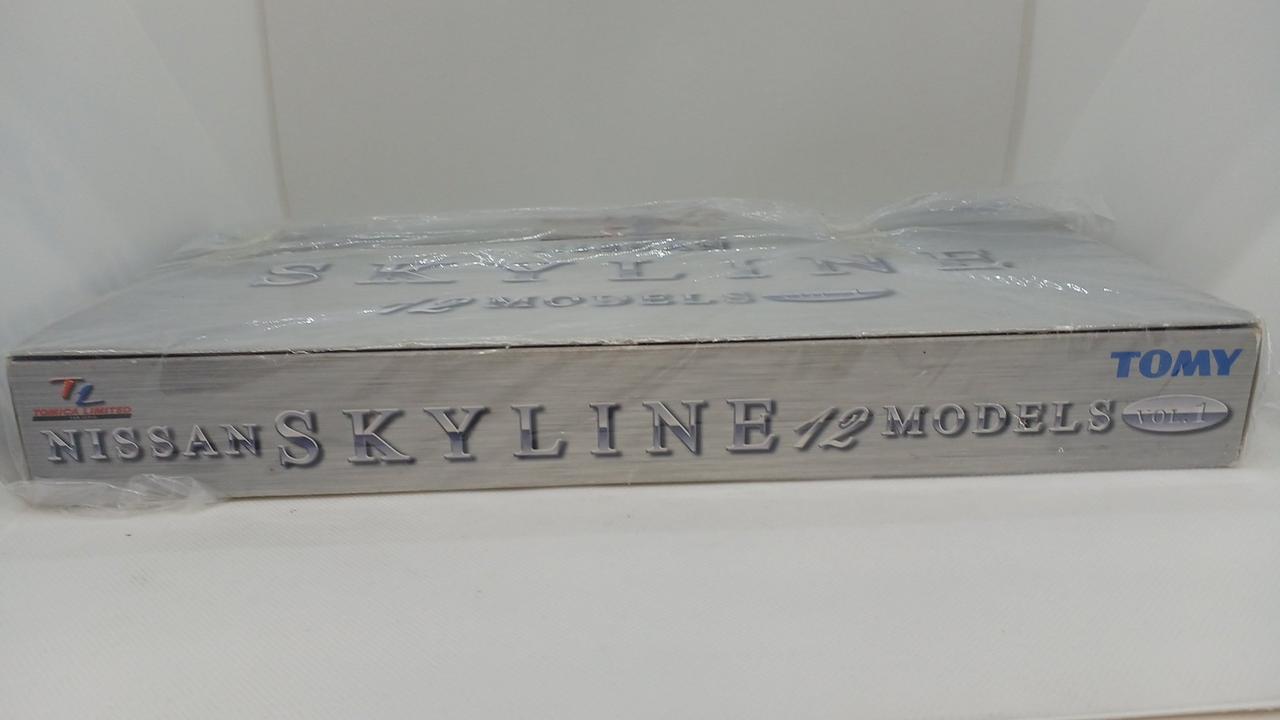 SKYLINE
12 MODELS
TL
TOMICA LIMITED
TOMY
NISSAN SKYLINE 12 MODELS VOL.1